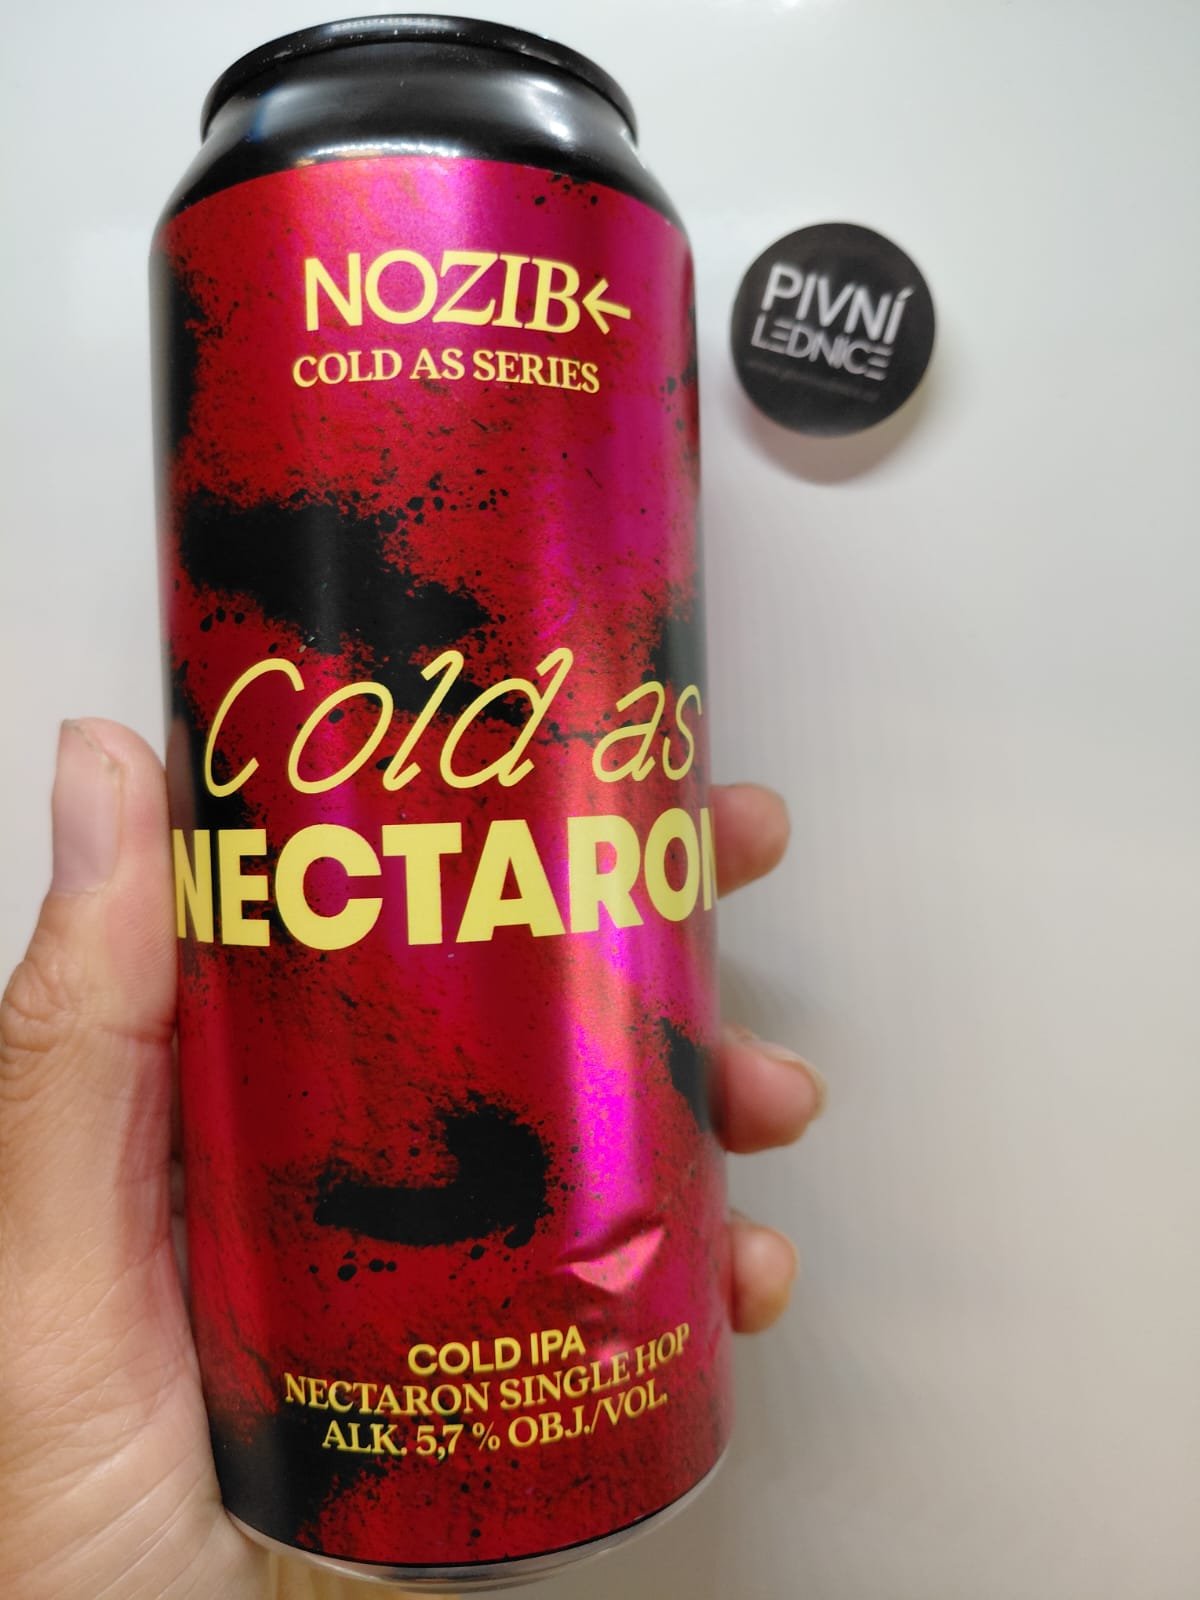 NOZIB←
COLD AS SERIES
PIVNÍ
LEDNICE
Cold as
NECTARON
COLD IPA
NECTARON SINGLE HOP
ALK. 5,7 % OBJ./VOL.